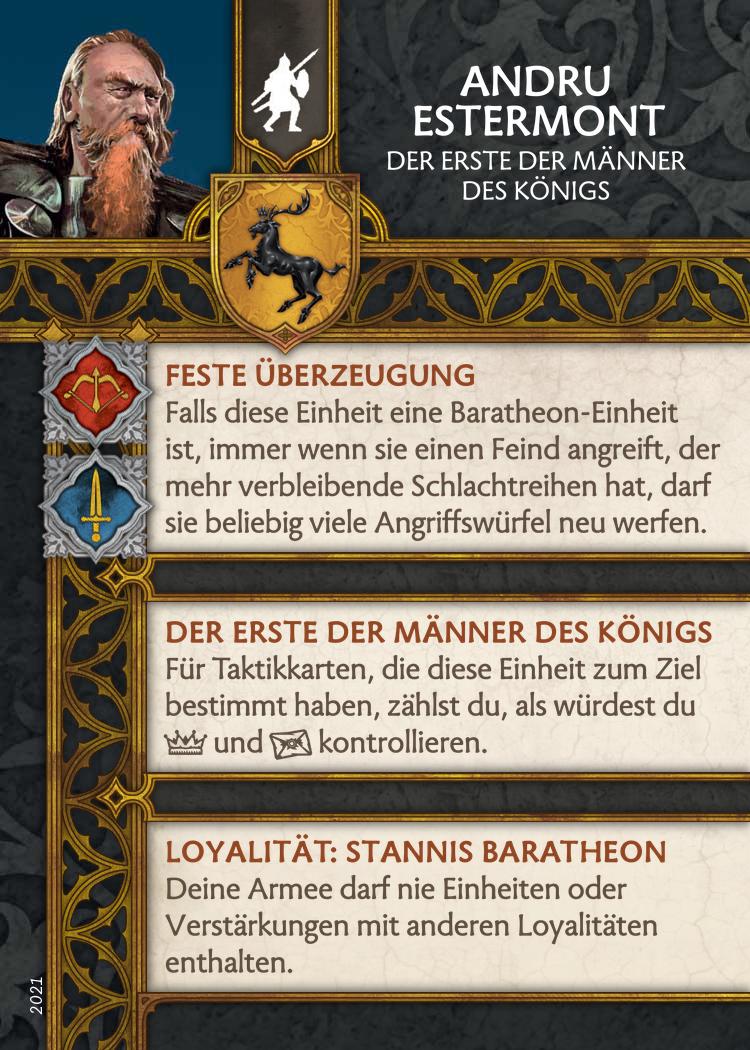 ANDRU
ESTERMONT
DER ERSTE DER MÄNNER
DES KÖNIGS
FESTE ÜBERZEUGUNG
Falls diese Einheit eine Baratheon-Einheit
ist, immer wenn sie einen Feind angreift, der
mehr verbleibende Schlachtreihen hat, darf
sie beliebig viele Angriffswürfel neu werfen.
DER ERSTE DER MÄNNER DES KÖNIGS
Für Taktikkarten, die diese Einheit zum Ziel
bestimmt haben, zählst du, als würdest du
und kontrollieren.
LOYALITÄT: STANNIS BARATHEON
Deine Armee darf nie Einheiten oder
Verstärkungen mit anderen Loyalitäten
enthalten.
2021